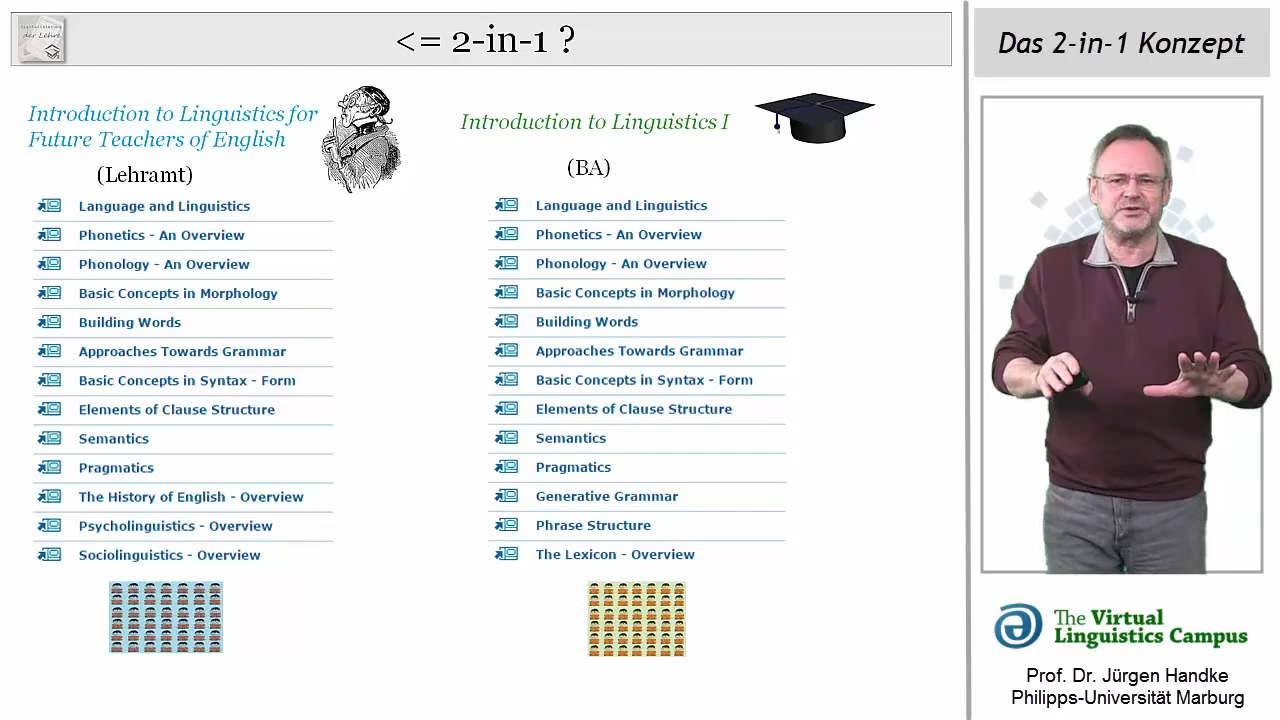 Digitalisierung
der Lehre
<= 2-in-1 ?
Das 2-in-1 Konzept
Introduction to Linguistics for
Future Teachers of English
(Lehramt)
Language and Linguistics
Phonetics - An Overview
Phonology - An Overview
Basic Concepts in Morphology
Building Words
Approaches Towards Grammar
Basic Concepts in Syntax - Form
Elements of Clause Structure
Semantics
Pragmatics
The History of English - Overview
Psycholinguistics - Overview
Sociolinguistics - Overview
Introduction to Linguistics I
(BA)
Language and Linguistics
Phonetics - An Overview
Phonology - An Overview
Basic Concepts in Morphology
Building Words
Approaches Towards Grammar
Basic Concepts in Syntax - Form
Elements of Clause Structure
Semantics
Pragmatics
Generative Grammar
Phrase Structure
The Lexicon - Overview
The Virtual
Linguistics Campus
Prof. Dr. Jürgen Handke
Philipps-Universität Marburg